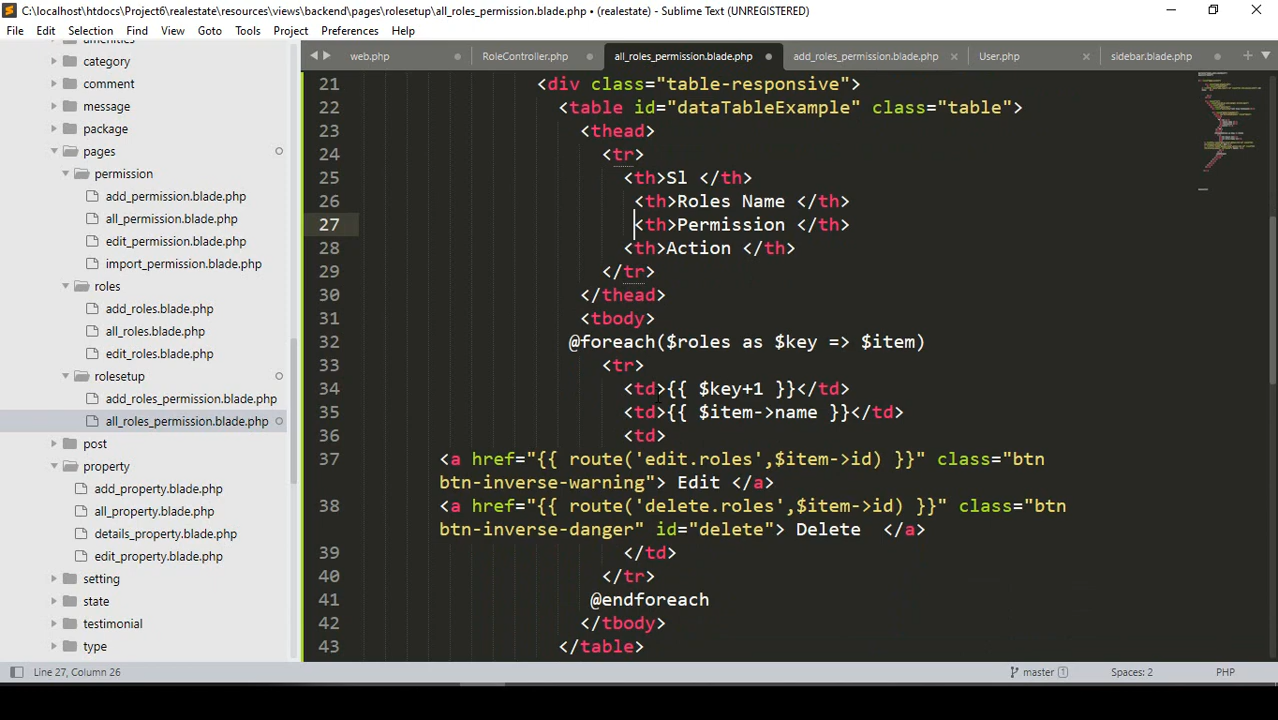 C:\localhost\htdocs\Project6\realestate\resources\views\backend\pages\rolesetup\all_roles_permission.blade.php • (realestate) - Sublime Text (UNREGISTERED)
File Edit Selection Find View Goto Tools Project Preferences Help
web.php RoleController.php all_roles_permission.blade.php add_roles_permission.blade.php User.php sidebar.blade.php
category
comment
message
package
pages
permission
add_permission.blade.php
all_permission.blade.php
edit_permission.blade.php
import_permission.blade.php
roles
add_roles.blade.php
all_roles.blade.php
edit_roles.blade.php
rolesetup
add_roles_permission.blade.php
all_roles_permission.blade.php
post
property
add_property.blade.php
all_property.blade.php
details_property.blade.php
edit_property.blade.php
setting
state
testimonial
type
21 <div class="table-responsive">
22 <table id="dataTableExample" class="table">
23 <thead>
24 <tr>
25 <th>Sl </th>
26 <th>Roles Name </th>
27 <th>Permission </th>
28 <th>Action </th>
29 </tr>
30 </thead>
31 <tbody>
32 @foreach($roles as $key => $item)
33 <tr>
34 <td>{{ $key+1 }}</td>
35 <td>{{ $item->name }}</td>
36 <td>
37 <a href="{{ route('edit.roles',$item->id) }}" class="btn
btn-inverse-warning"> Edit </a>
38 <a href="{{ route('delete.roles',$item->id) }}" class="btn
btn-inverse-danger" id="delete"> Delete  </a>
39 </td>
40 </tr>
41 @endforeach
42 </tbody>
43 </table>
Line 27, Column 26 master 1 Spaces: 2 PHP